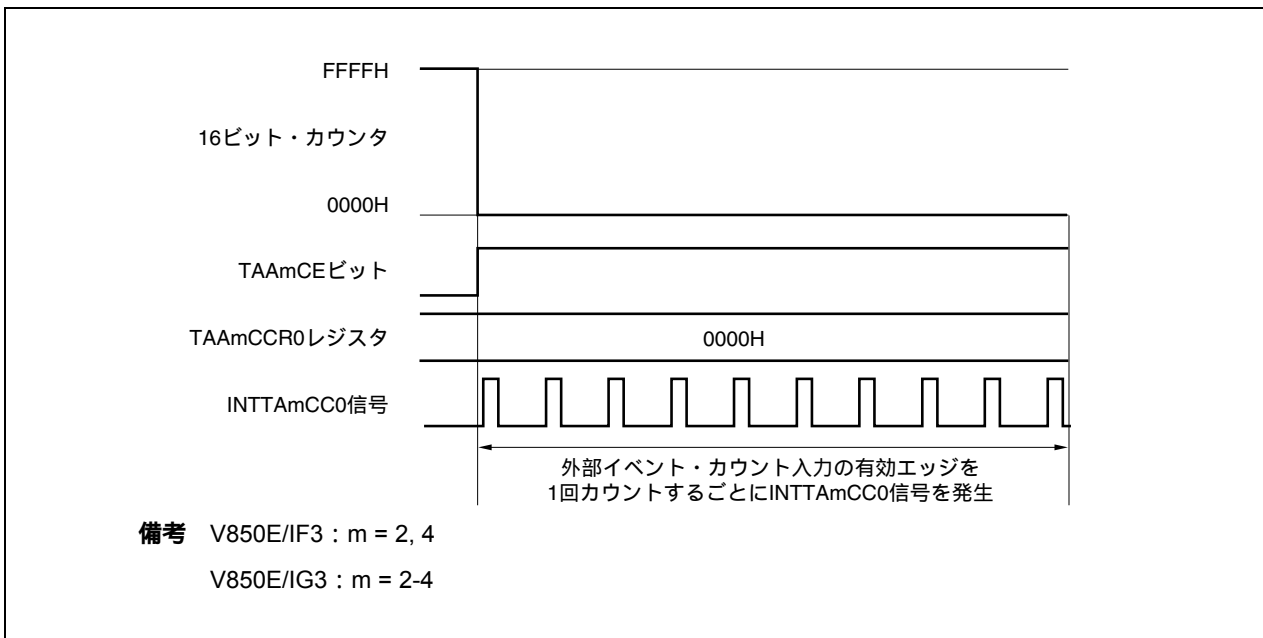 FFFFH
16ビット・カウンタ
0000H
TAAmCEビット
TAAmCCR0レジスタ
0000H
INTTAmCC0信号
外部イベント・カウント入力の有効エッジを
1回カウントするごとにINTTAmCC0信号を発生
備考 V850E/IF3：m = 2, 4
V850E/IG3：m = 2-4